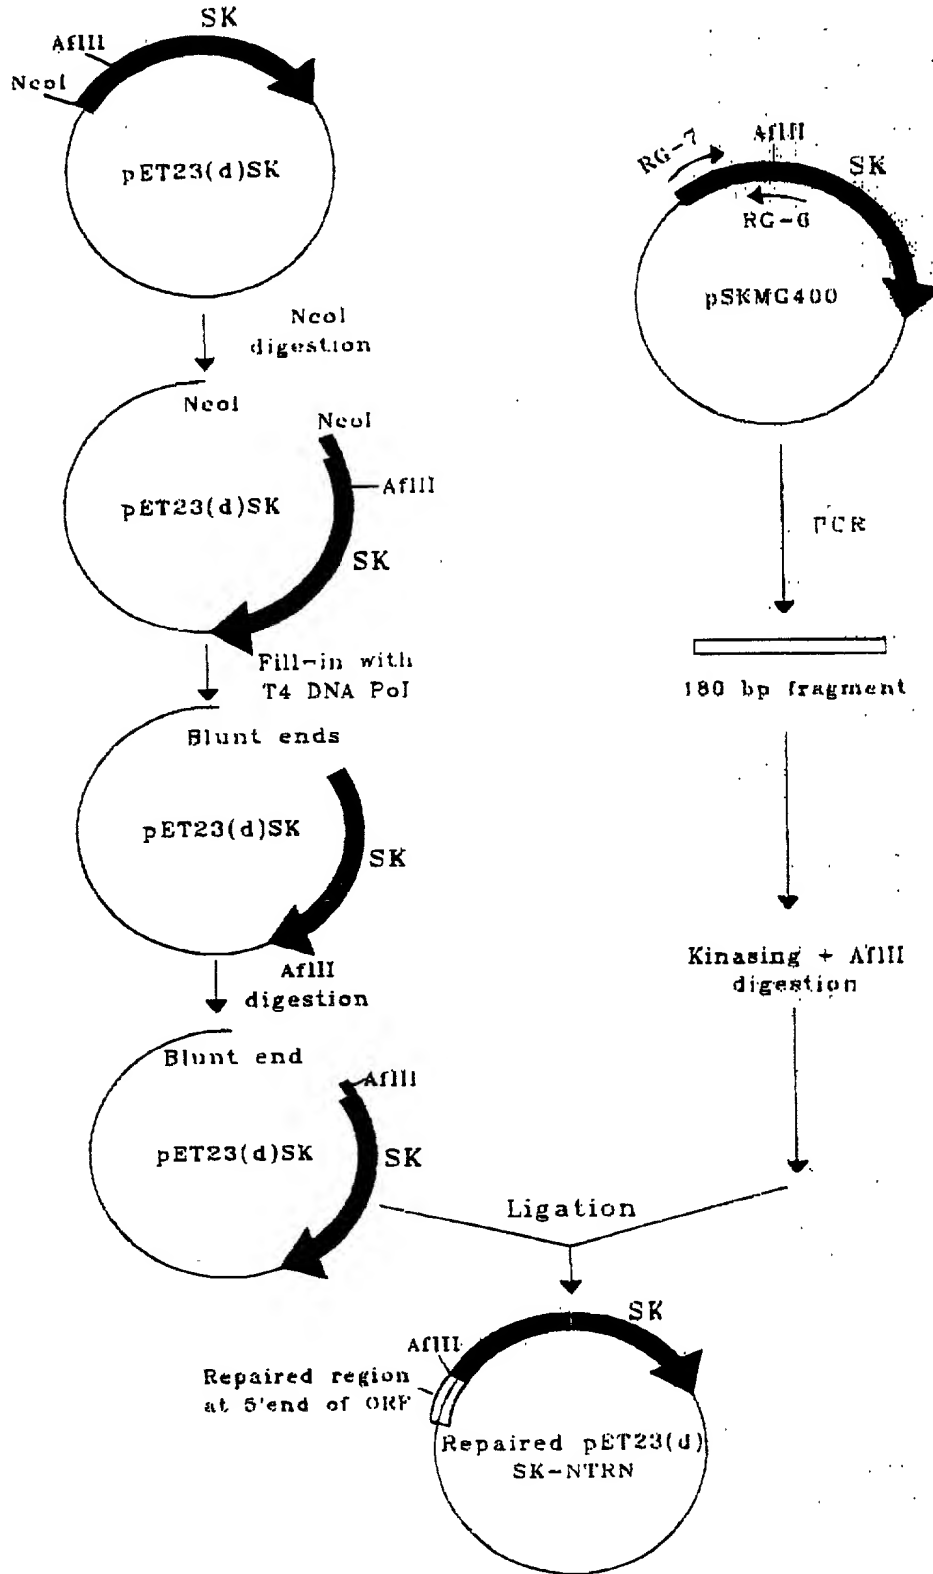 SK
AflII
NcoI
pET23(d)SK
NcoI
digestion
NcoI
NcoI
AflII
pET23(d)SK
SK
Fill-in with
T4 DNA Pol
Blunt ends
pET23(d)SK
SK
AflII
digestion
Blunt end
AflII
pET23(d)SK
SK
RG-7
AflII
SK
RG-6
pSKMG400
PCR
180 bp fragment
Kinasing + AflII
digestion
Ligation
SK
AflII
Repaired region
at 5'end of ORF
Repaired pET23(d)
SK-NTRN